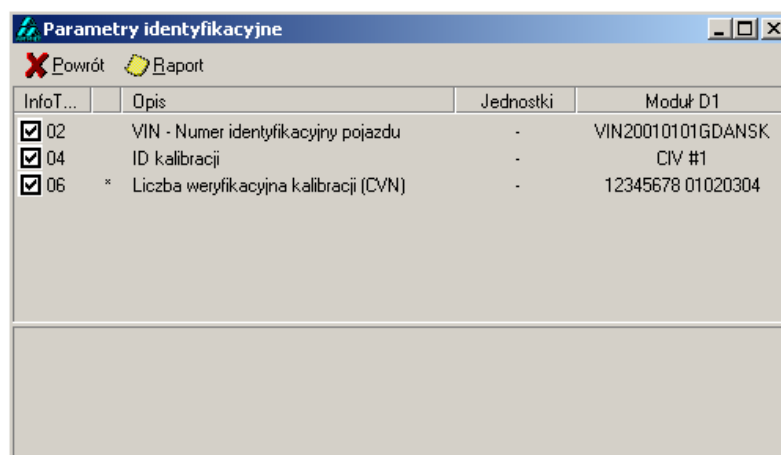 Parametry identyfikacyjne
Powrót Raport
InfoT... Opis Jednostki Moduł D1
02 VIN - Numer identyfikacyjny pojazdu - VIN20010101GDANSK
04 ID kalibracji - CIV #1
06 * Liczba weryfikacyjna kalibracji (CVN) - 12345678 01020304